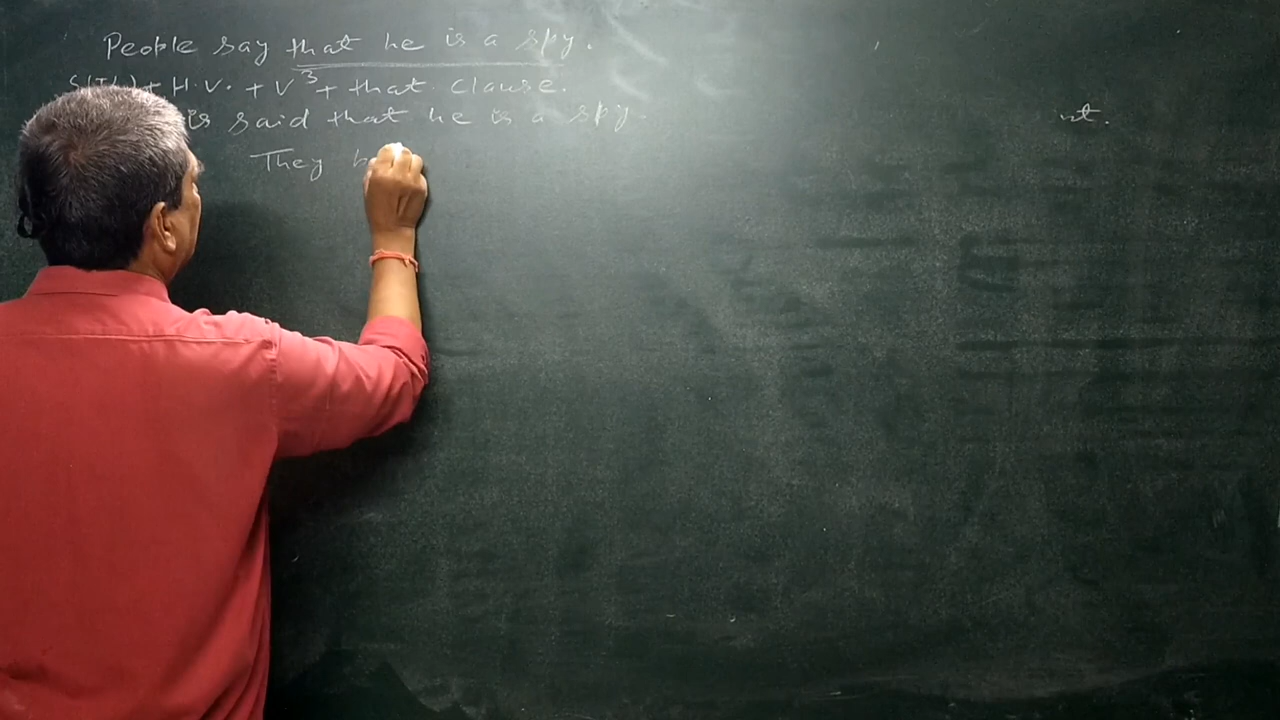 People say that he is a spy.
+ H.V. + V³ + that clause.
is said that he is a spy.
They